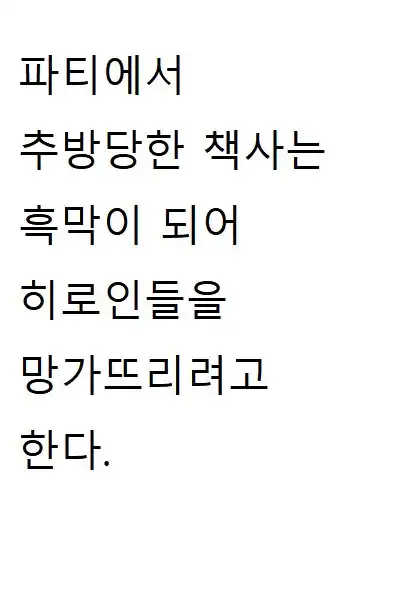 파티에서
추방당한 책사는
흑막이 되어
히로인들을
망가뜨리려고
한다.